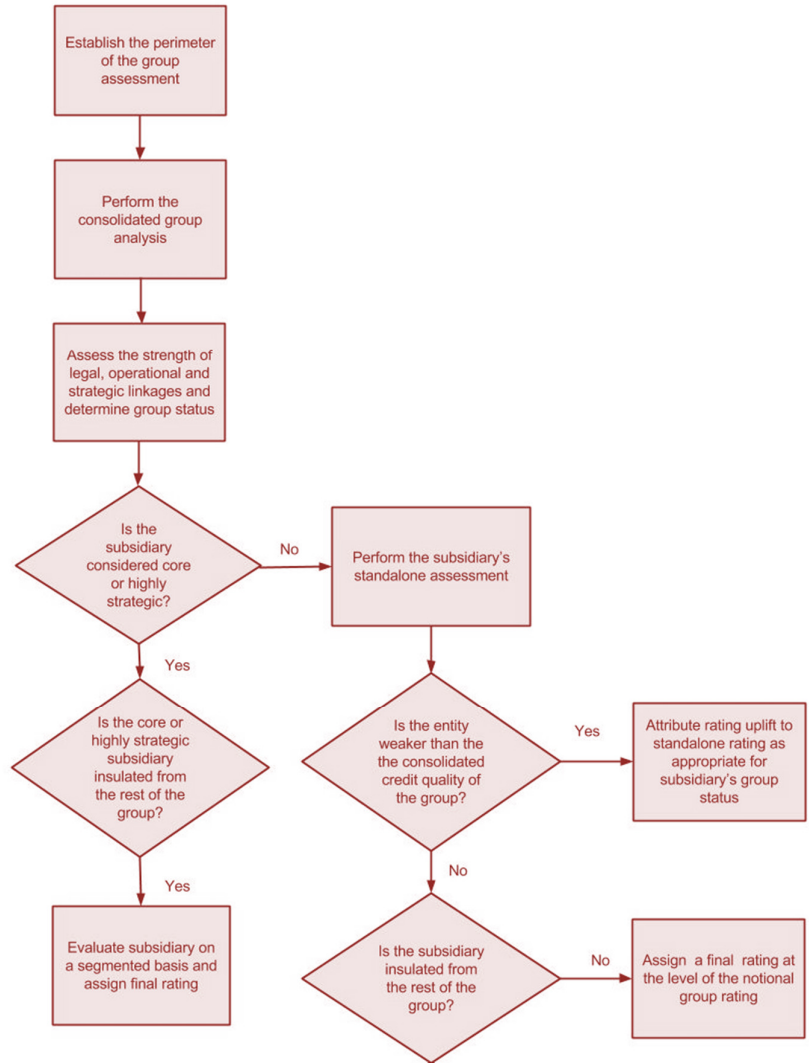 Establish the perimeter
of the group
assessment
Perform the
consolidated group
analysis
Assess the strength of
legal, operational and
strategic linkages and
determine group status
Is the
subsidiary
considered core
or highly
strategic?
No
Perform the subsidiary's
standalone assessment
Yes
Is the core or
highly strategic
subsidiary
insulated from
the rest of the
group?
Is the entity
weaker than the
the consolidated
credit quality of
the group?
Yes
Attribute rating uplift to
standalone rating as
appropriate for
subsidiary's group
status
Yes
No
Evaluate subsidiary on
a segmented basis and
assign final rating
Is the subsidiary
insulated from
the rest of the
group?
No
Assign a final rating at
the level of the notional
group rating